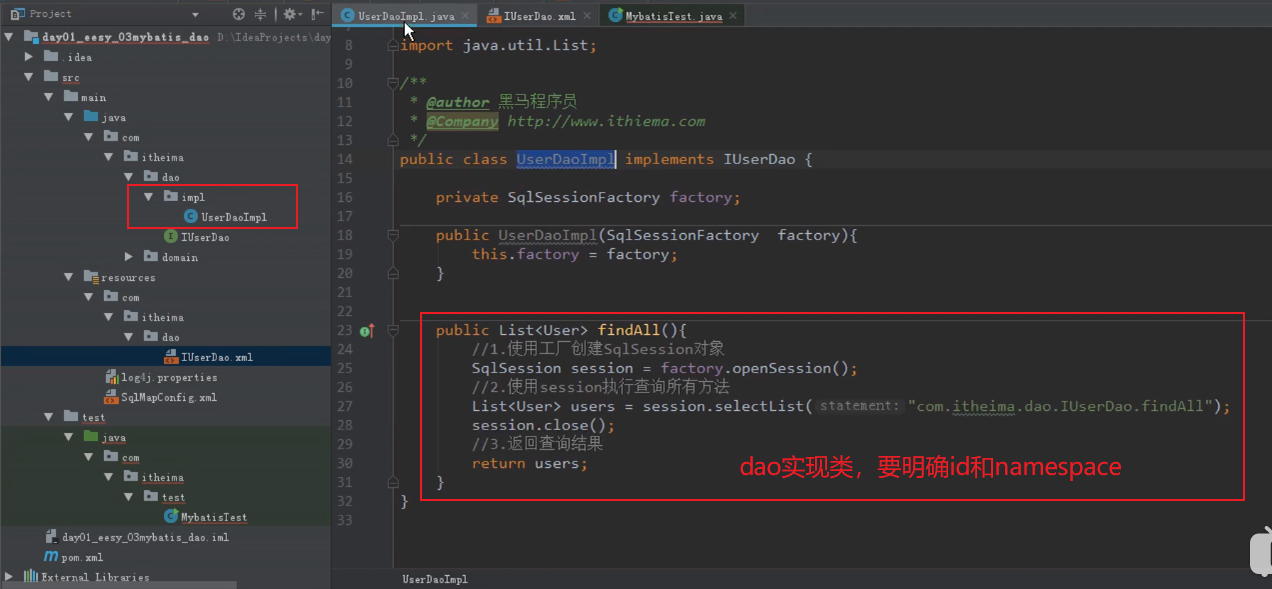 Project
day01_eesy_03mybatis_dao D:\IdeaProjects\day
.idea
src
main
java
com
itheima
dao
impl
UserDaoImpl
IUserDao
domain
resources
com
itheima
dao
IUserDao.xml
log4j.properties
SqlMapConfig.xml
test
java
com
itheima
test
MybatisTest
day01_eesy_03mybatis_dao.iml
pom.xml
External Libraries
UserDaoImpl.java IUserDao.xml MybatisTest.java
8 import java.util.List;
9
10 /**
11 * @author 黑马程序员
12 * @Company http://www.ithiema.com
13 */
14 public class UserDaoImpl implements IUserDao {
15
16 private SqlSessionFactory factory;
17
18 public UserDaoImpl(SqlSessionFactory factory){
19 this.factory = factory;
20 }
21
22
23 public List<User> findAll(){
24 //1.使用工厂创建SqlSession对象
25 SqlSession session = factory.openSession();
26 //2.使用session执行查询所有方法
27 List<User> users = session.selectList( statement: "com.itheima.dao.IUserDao.findAll");
28 session.close();
29 //3.返回查询结果
30 return users;
dao实现类，要明确id和namespace
31 }
32 }
33
UserDaoImpl